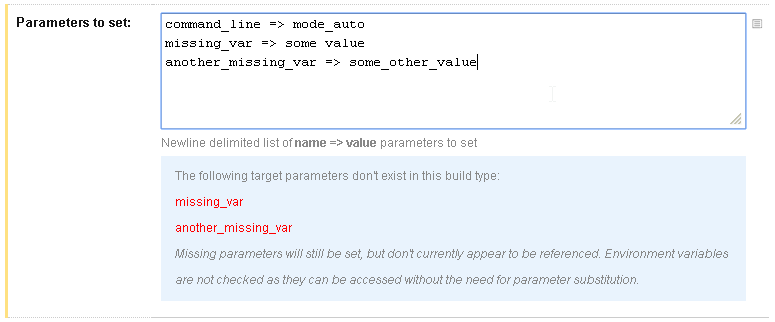 Parameters to set:
command_line => mode_auto
missing_var => some value
another_missing_var => some_other_value
Newline delimited list of name => value parameters to set
The following target parameters don't exist in this build type:
missing_var
another_missing_var
Missing parameters will still be set, but don't currently appear to be referenced. Environment variables
are not checked as they can be accessed without the need for parameter substitution.